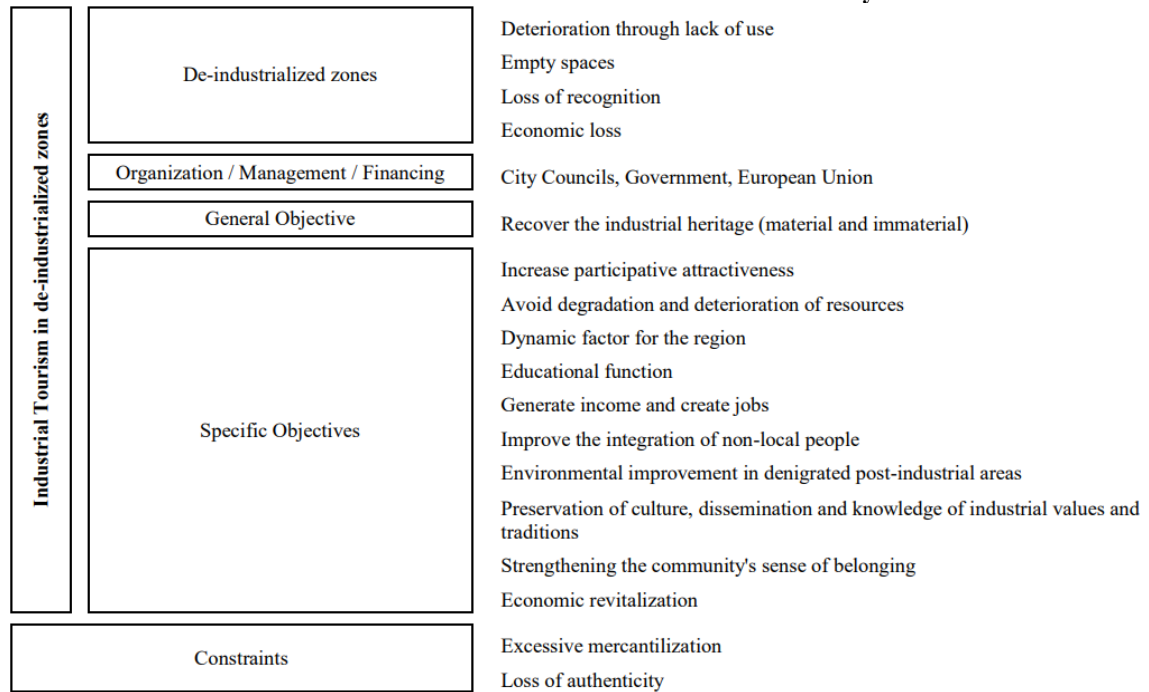 Industrial Tourism in de-industrialized zones
De-industrialized zones
Deterioration through lack of use
Empty spaces
Loss of recognition
Economic loss
Organization / Management / Financing
City Councils, Government, European Union
General Objective
Recover the industrial heritage (material and immaterial)
Specific Objectives
Increase participative attractiveness
Avoid degradation and deterioration of resources
Dynamic factor for the region
Educational function
Generate income and create jobs
Improve the integration of non-local people
Environmental improvement in denigrated post-industrial areas
Preservation of culture, dissemination and knowledge of industrial values and
traditions
Strengthening the community's sense of belonging
Economic revitalization
Constraints
Excessive mercantilization
Loss of authenticity